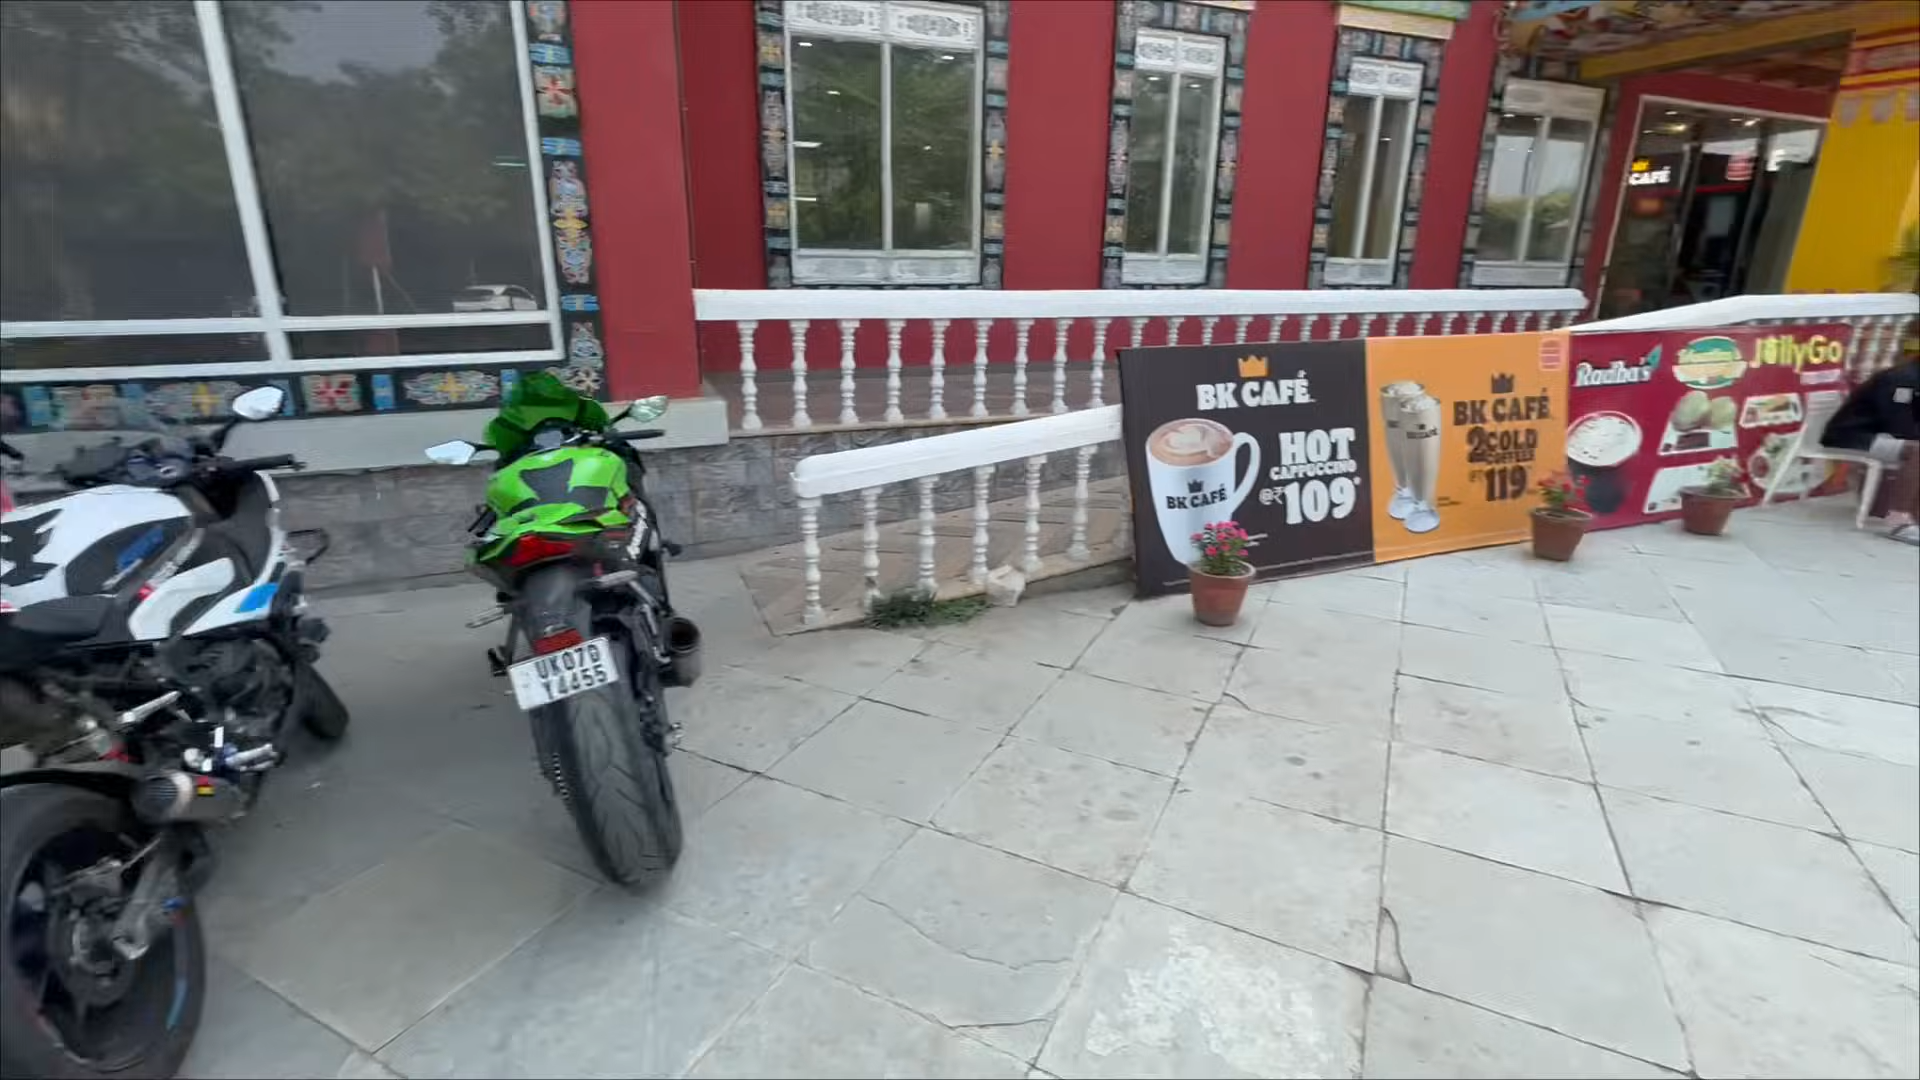 CAFÉ
BK CAFÉ
HOT
CAPPUCCINO
@₹109*
BK CAFÉ
BK CAFÉ
2 COLD
COFFEES
@₹119
Radha's
JollyGo
UK07D
Y4455